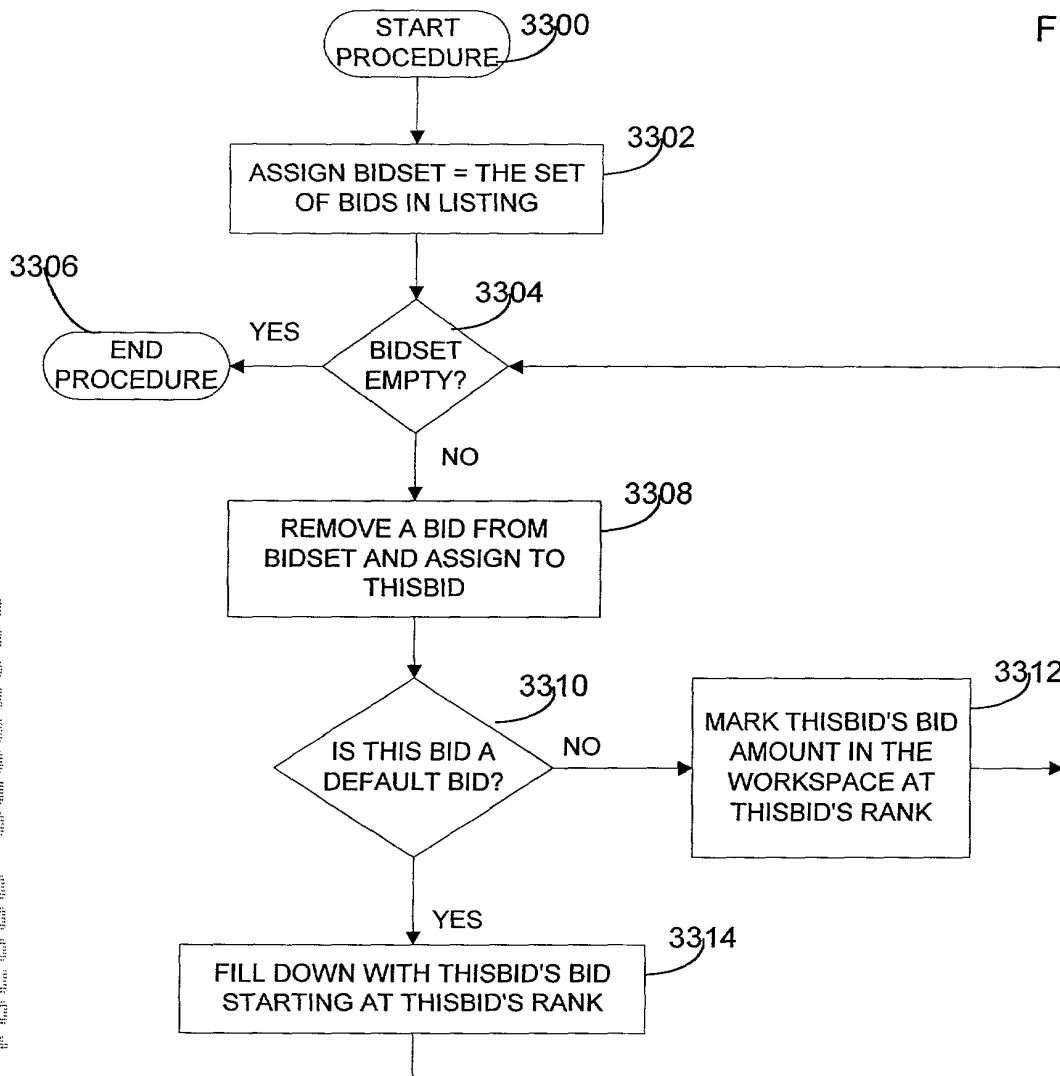 START
PROCEDURE
3300
F
3302
ASSIGN BIDSET = THE SET
OF BIDS IN LISTING
3306
3304
YES
END
PROCEDURE
BIDSET
EMPTY?
NO
3308
REMOVE A BID FROM
BIDSET AND ASSIGN TO
THISBID
3310
3312
IS THIS BID A
DEFAULT BID?
NO
MARK THISBID'S BID
AMOUNT IN THE
WORKSPACE AT
THISBID'S RANK
YES
3314
FILL DOWN WITH THISBID'S BID
STARTING AT THISBID'S RANK